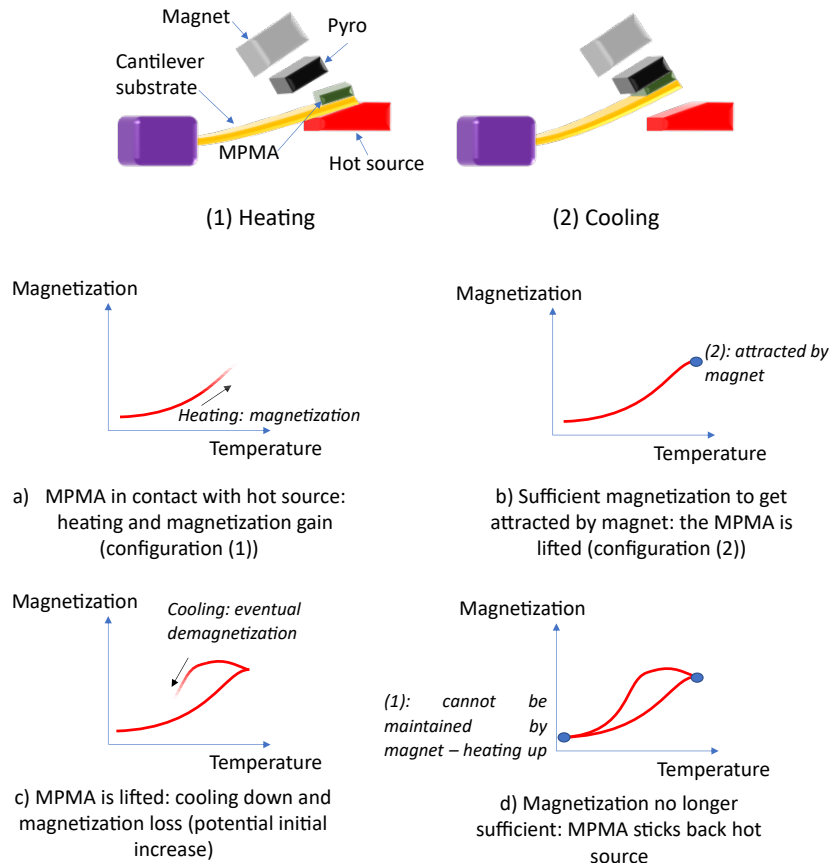 Magnet
Pyro
Cantilever
substrate
MPMA
Hot source
(1) Heating
(2) Cooling
Magnetization
Heating: magnetization
Temperature
a) MPMA in contact with hot source:
heating and magnetization gain
(configuration (1))
Magnetization
(2): attracted by
magnet
Temperature
b) Sufficient magnetization to get
attracted by magnet: the MPMA is
lifted (configuration (2))
Magnetization
Cooling: eventual
demagnetization
Temperature
c) MPMA is lifted: cooling down and
magnetization loss (potential initial
increase)
Magnetization
(1): cannot be
maintained by
magnet – heating up
Temperature
d) Magnetization no longer
sufficient: MPMA sticks back hot
source